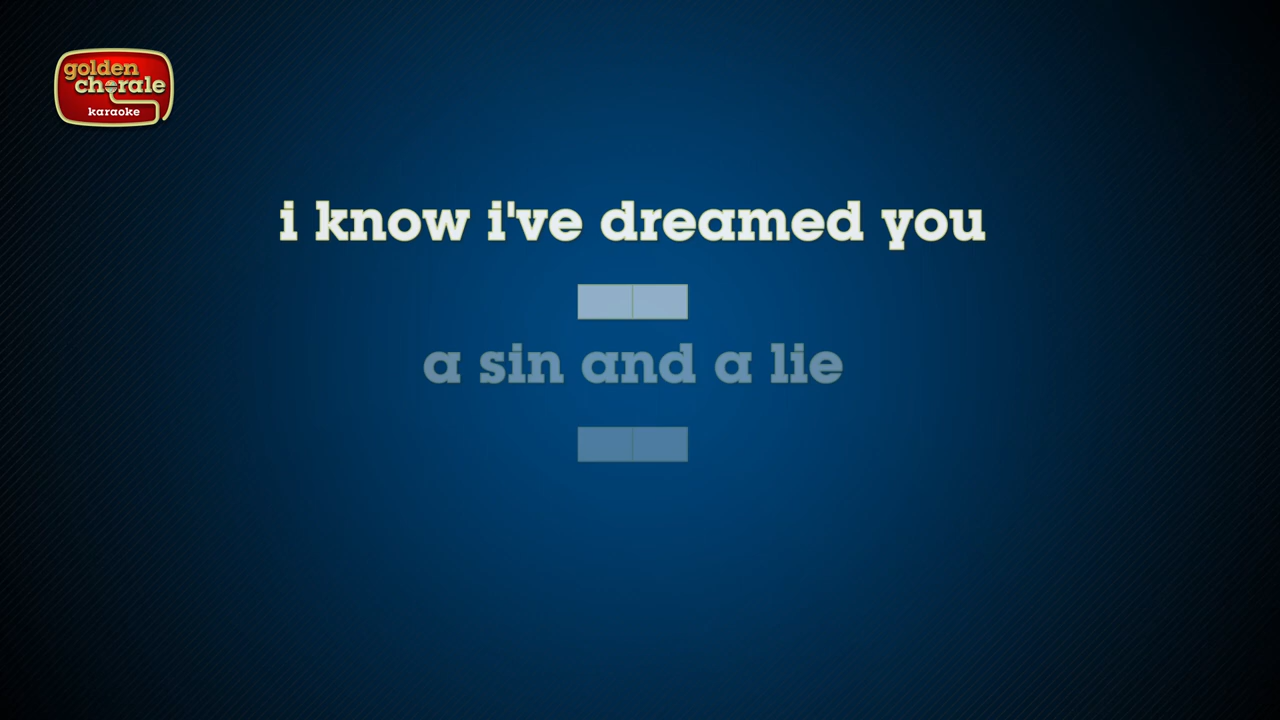 golden
chorale
karaoke
i know i've dreamed you
a sin and a lie